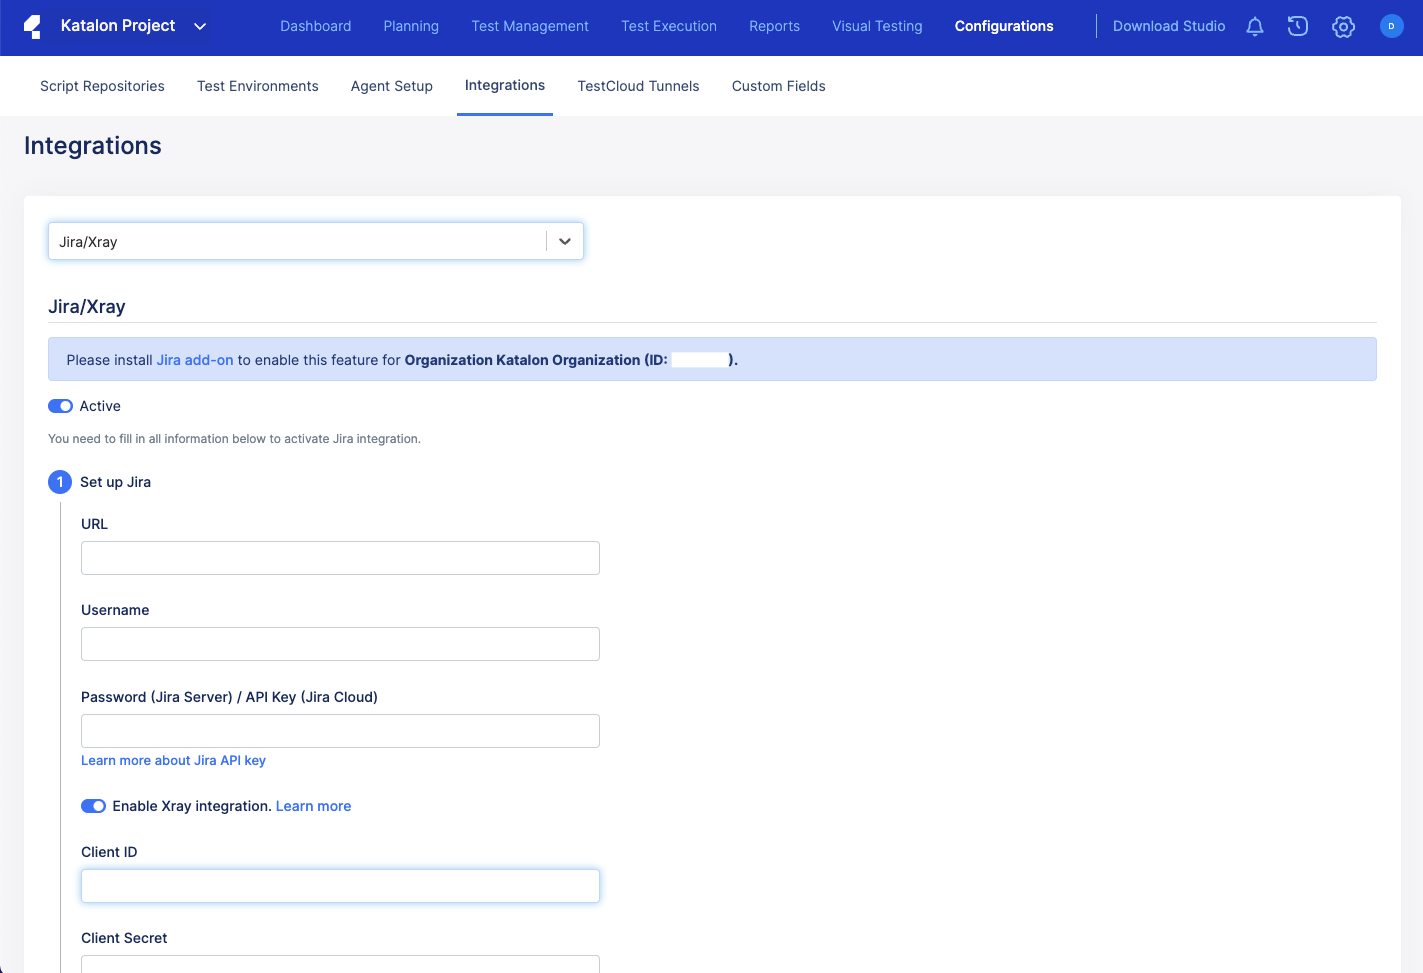 Katalon Project
Dashboard Planning Test Management Test Execution Reports Visual Testing Configurations Download Studio D
Script Repositories Test Environments Agent Setup Integrations TestCloud Tunnels Custom Fields
Integrations
Jira/Xray
Jira/Xray
Please install Jira add-on to enable this feature for Organization Katalon Organization (ID: ).
Active
You need to fill in all information below to activate Jira integration.
1 Set up Jira
URL
Username
Password (Jira Server) / API Key (Jira Cloud)
Learn more about Jira API key
Enable Xray integration. Learn more
Client ID
Client Secret